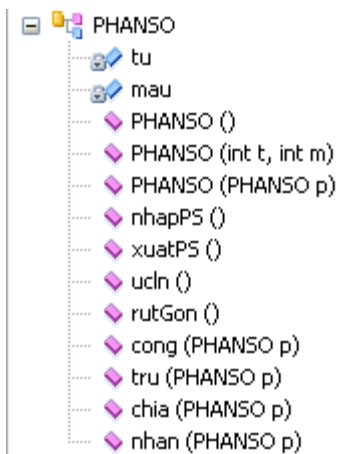 PHANSO
tu
mau
PHANSO ()
PHANSO (int t, int m)
PHANSO (PHANSO p)
nhapPS ()
xuatPS ()
ucln ()
rutGon ()
cong (PHANSO p)
tru (PHANSO p)
chia (PHANSO p)
nhan (PHANSO p)